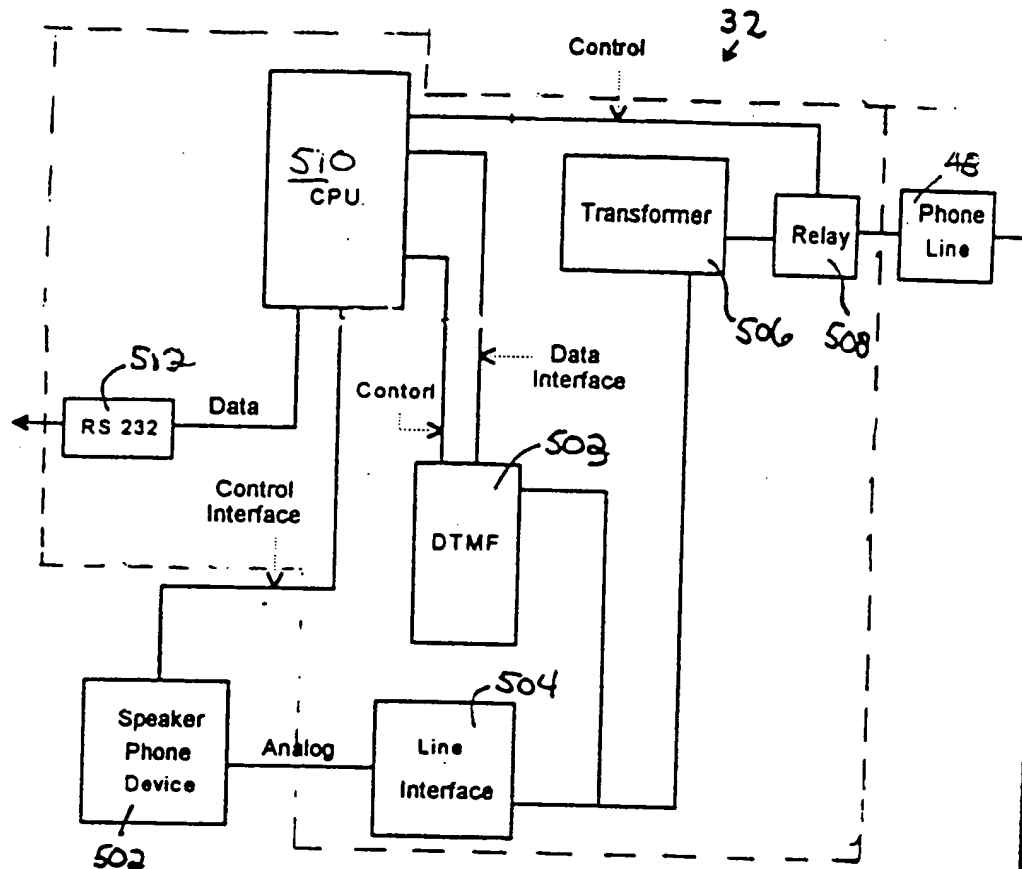 32
Control
510
CPU
48
Transformer
Relay
Phone
Line
506
508
512
Data
Interface
Data
RS 232
Contorl
503
Control
Interface
DTMF
504
Speaker
Phone
Device
Analog
Line
Interface
502